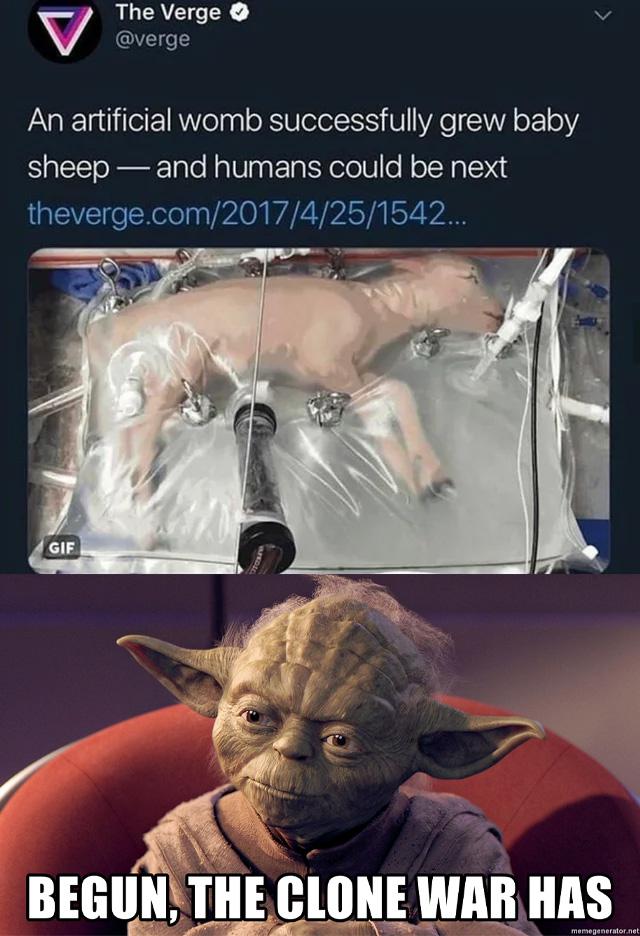 The Verge
@verge
An artificial womb successfully grew baby
sheep — and humans could be next
theverge.com/2017/4/25/1542...
GIF
BEGUN, THE CLONE WAR HAS
memegenerator.net